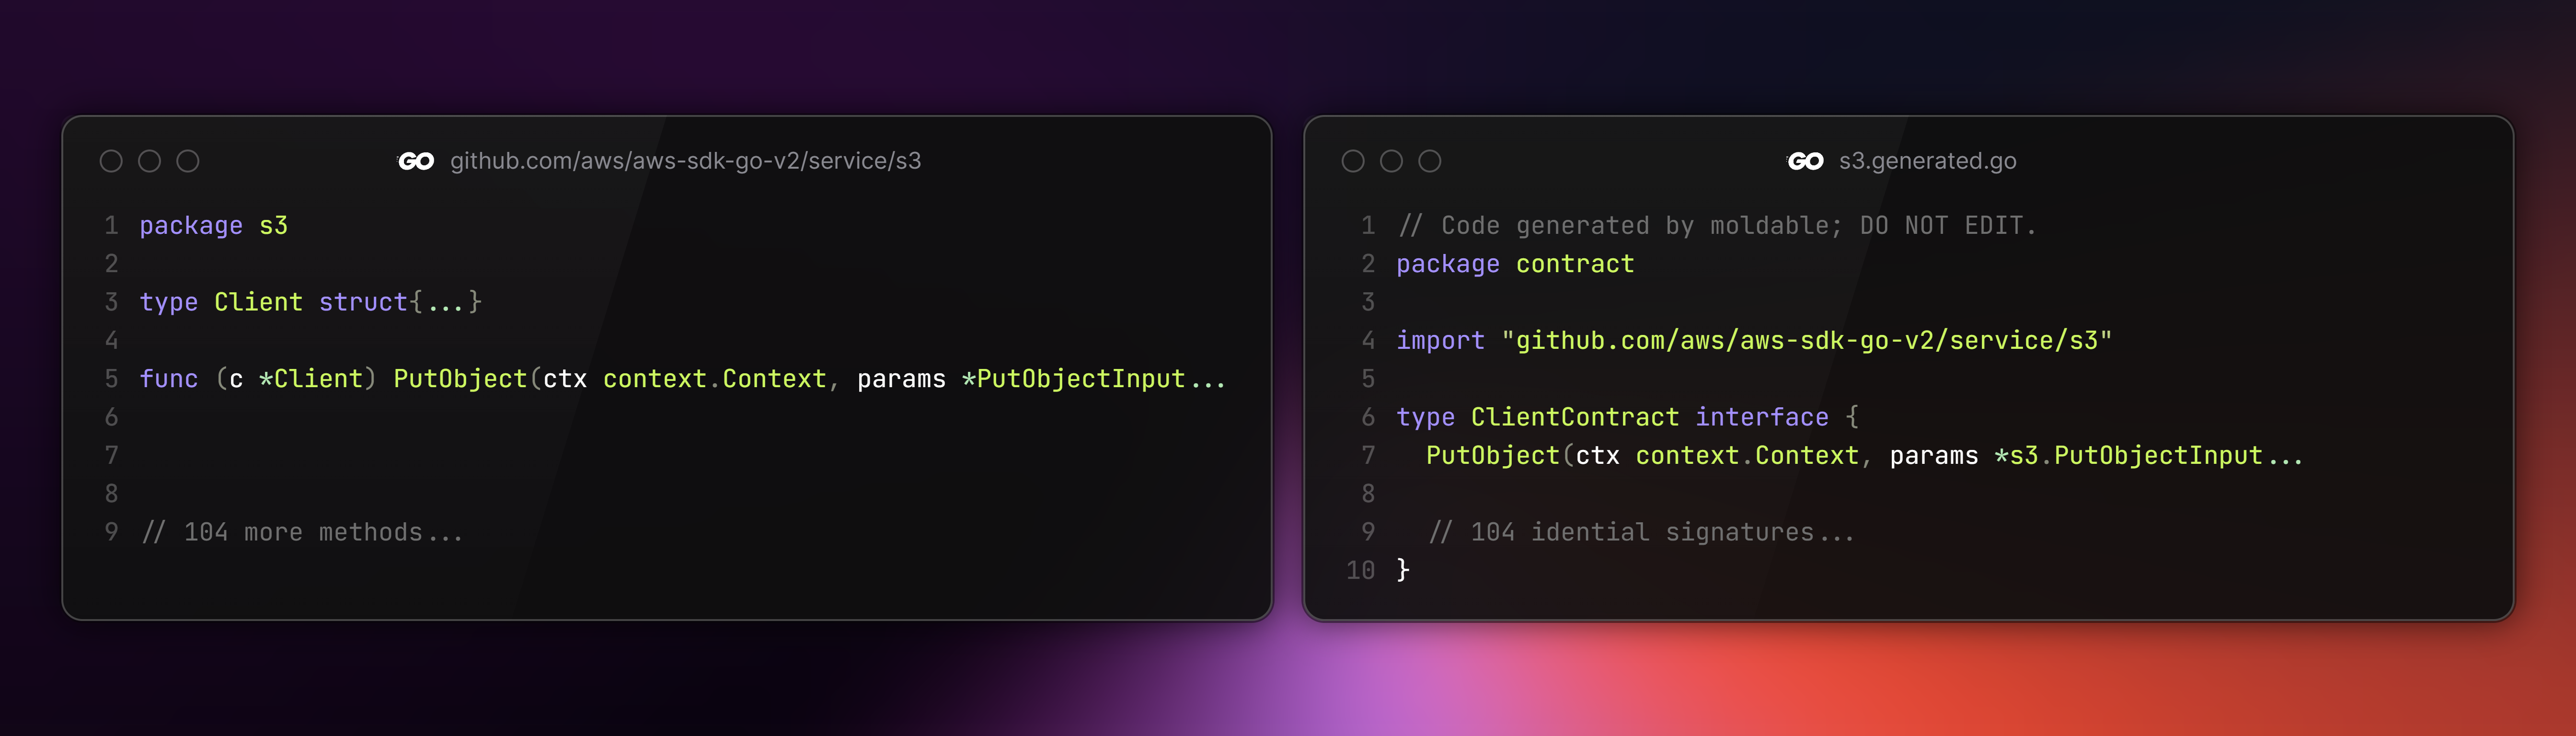 GO github.com/aws/aws-sdk-go-v2/service/s3
1 package s3
2
3 type Client struct{...}
4
5 func (c *Client) PutObject(ctx context.Context, params *PutObjectInput...
6
7
8
9 // 104 more methods...
GO s3.generated.go
1 // Code generated by moldable; DO NOT EDIT.
2 package contract
3
4 import "github.com/aws/aws-sdk-go-v2/service/s3"
5
6 type ClientContract interface {
7 PutObject(ctx context.Context, params *s3.PutObjectInput...
8
9 // 104 idential signatures...
10 }